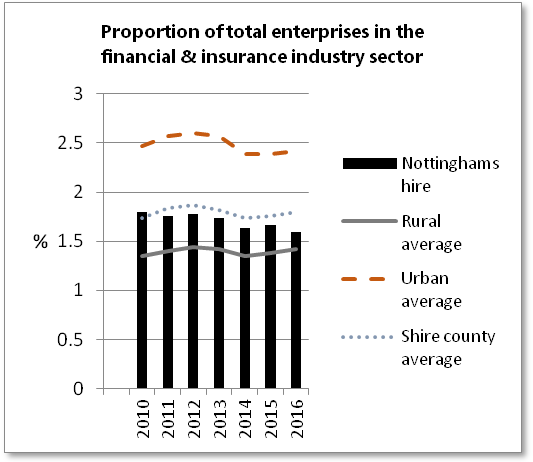 Proportion of total enterprises in the
financial & insurance industry sector
3
2.5
2
1.5
1
0.5
0
%
2010
2011
2012
2013
2014
2015
2016
Nottinghams
hire
Rural
average
Urban
average
Shire county
average